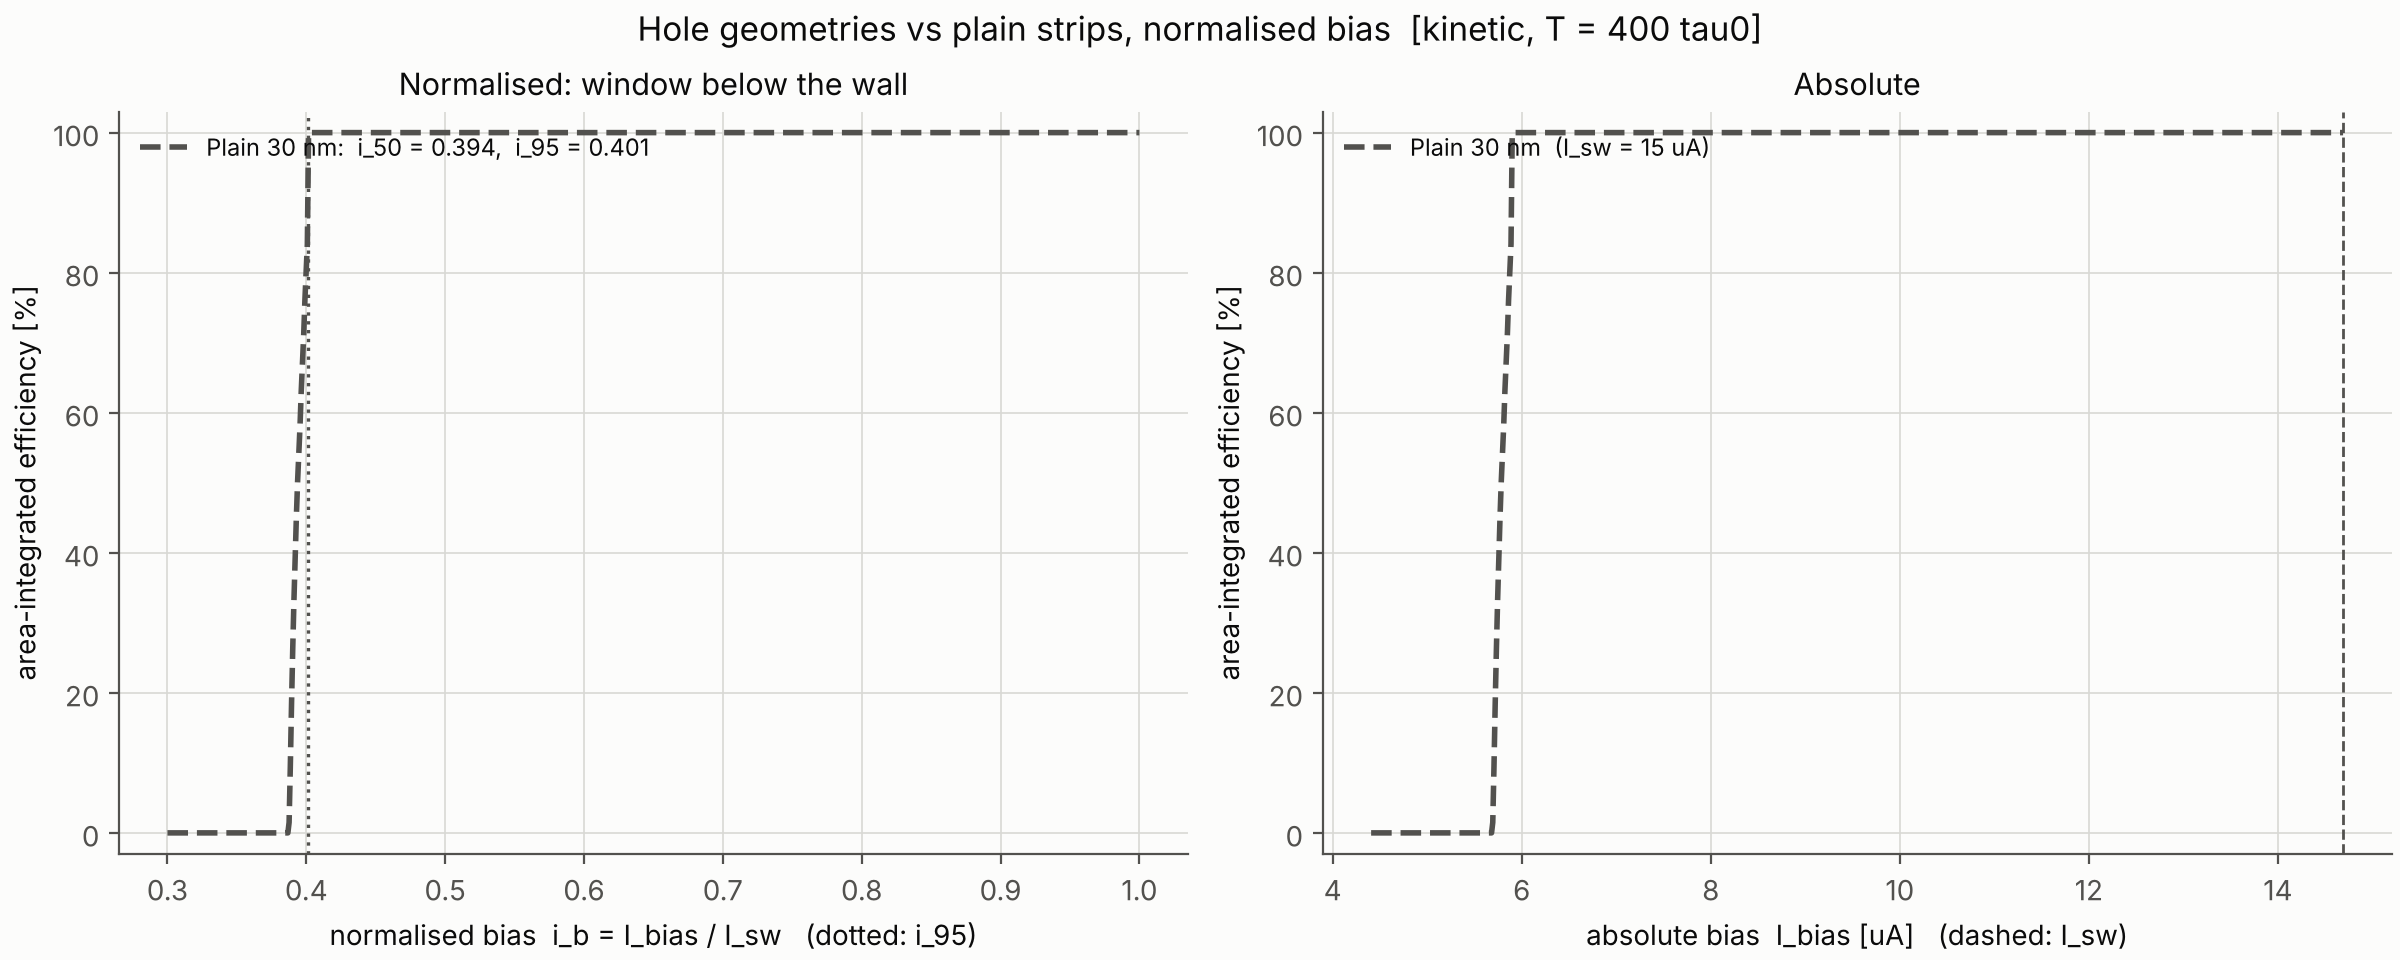 Hole geometries vs plain strips, normalised bias  [kinetic, T = 400 tau0]
Normalised: window below the wall
Plain 30 nm:  i_50 = 0.394,  i_95 = 0.401
area-integrated efficiency [%]
100
80
60
40
20
0
0.3 0.4 0.5 0.6 0.7 0.8 0.9 1.0
normalised bias  i_b = I_bias / I_sw   (dotted: i_95)
Absolute
Plain 30 nm  (I_sw = 15 uA)
area-integrated efficiency [%]
100
80
60
40
20
0
4 6 8 10 12 14
absolute bias  I_bias [uA]   (dashed: I_sw)